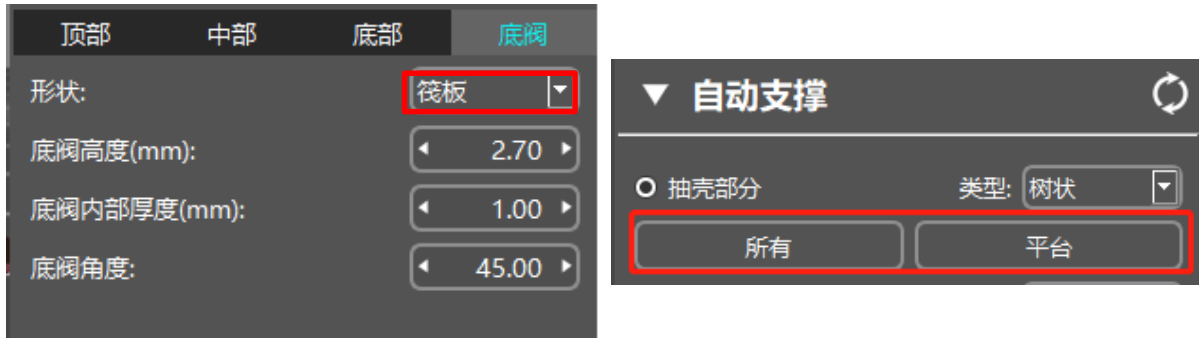 顶部 中部 底部 底阀
形状: 筏板
底阀高度(mm): 2.70
底阀内部厚度(mm): 1.00
底阀角度: 45.00
自动支撑
抽壳部分 类型: 树状
所有 平台